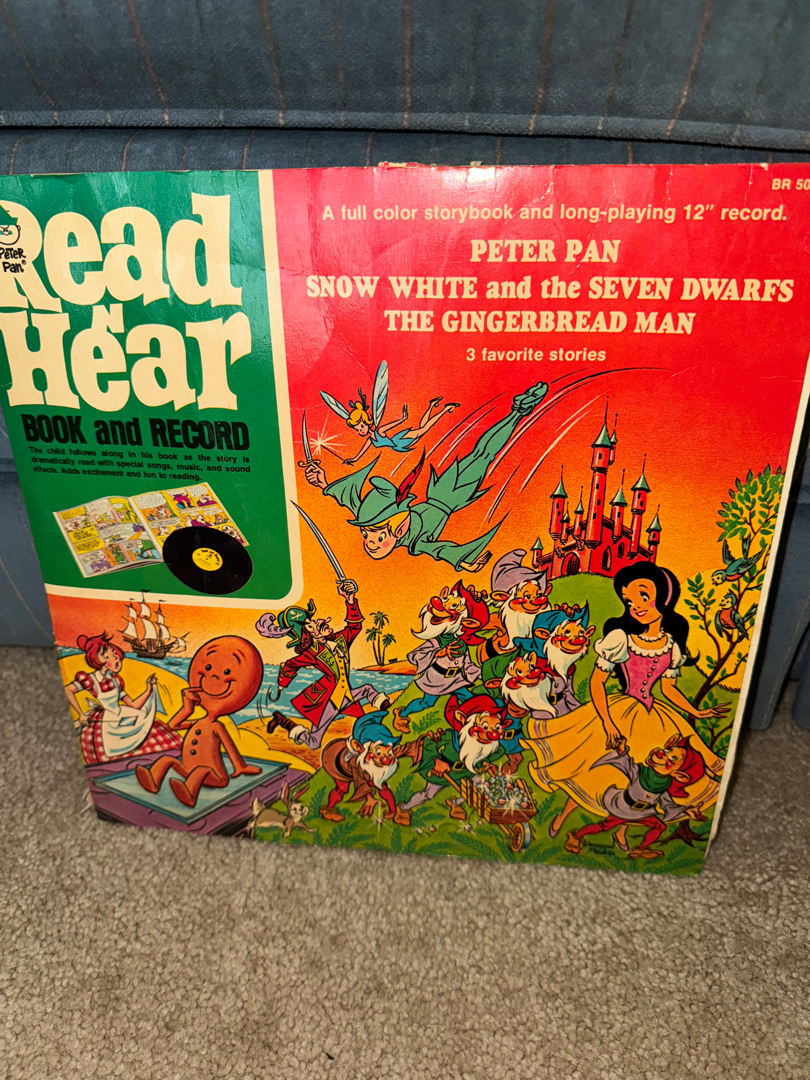 Peter
Pan®
Read
n'
Hear
BOOK and RECORD
The child follows along in his book as the story is
dramatically read with special songs, music, and sound
effects. Adds excitement and fun to reading.
BR 50
A full color storybook and long-playing 12" record.
PETER PAN
SNOW WHITE and the SEVEN DWARFS
THE GINGERBREAD MAN
3 favorite stories